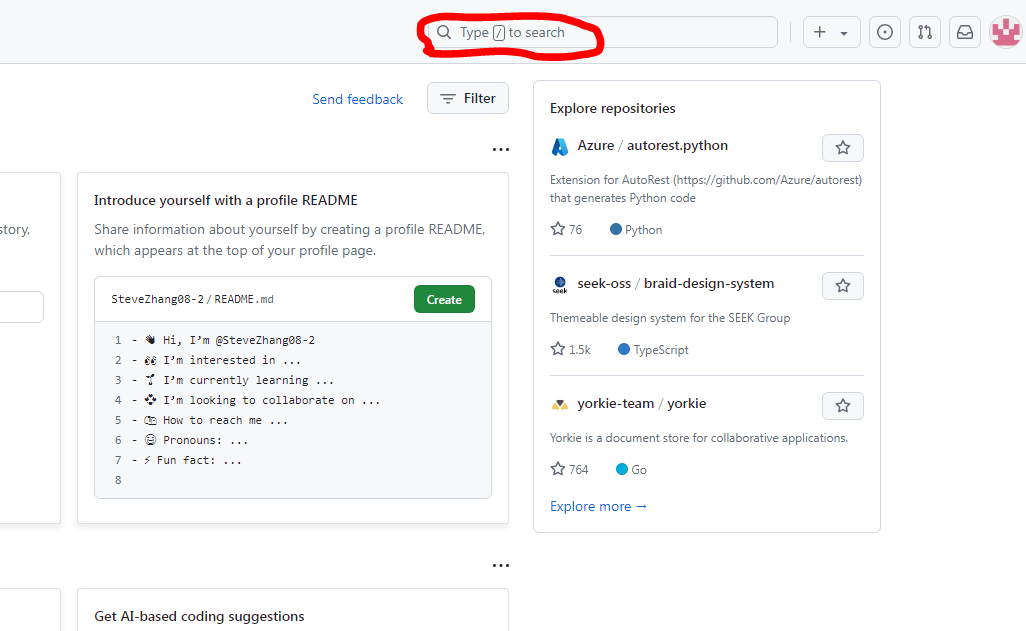 Type / to search
Send feedback
Filter
Explore repositories
Azure / autorest.python
Extension for AutoRest (https://github.com/Azure/autorest)
that generates Python code
76 Python
seek-oss / braid-design-system
seek
Themeable design system for the SEEK Group
1.5k TypeScript
yorkie-team / yorkie
Yorkie is a document store for collaborative applications.
764 Go
Explore more →
story,
Introduce yourself with a profile README
Share information about yourself by creating a profile README,
which appears at the top of your profile page.
SteveZhang08-2 / README.md
Create
1 - 👋 Hi, I’m @SteveZhang08-2
2 - 👀 I’m interested in ...
3 - 🌱 I’m currently learning ...
4 - 💞️ I’m looking to collaborate on ...
5 - 📫 How to reach me ...
6 - 😄 Pronouns: ...
7 - ⚡ Fun fact: ...
8
Get AI-based coding suggestions